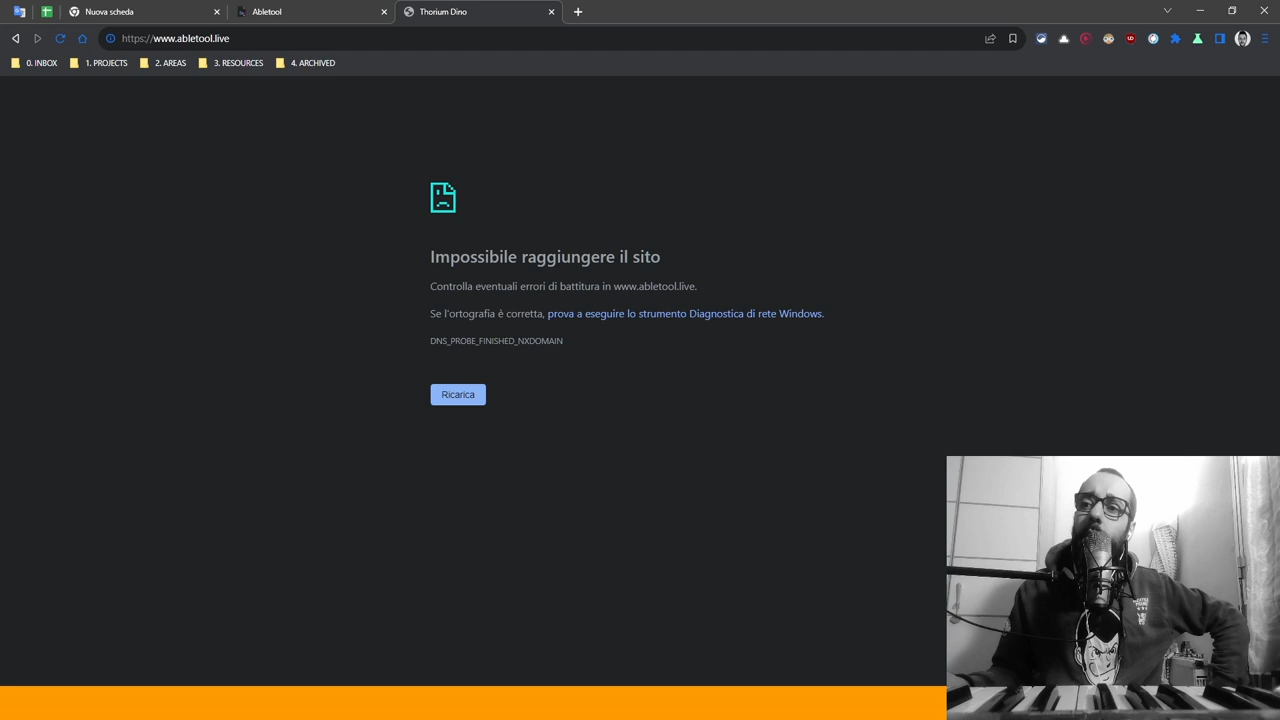 Nuova scheda
Abletool
Thorium Dino
https://www.abletool.live
0. INBOX
1. PROJECTS
2. AREAS
3. RESOURCES
4. ARCHIVED
Impossibile raggiungere il sito
Controlla eventuali errori di battitura in www.abletool.live.
Se l'ortografia è corretta, prova a eseguire lo strumento Diagnostica di rete Windows.
DNS_PROBE_FINISHED_NXDOMAIN
Ricarica